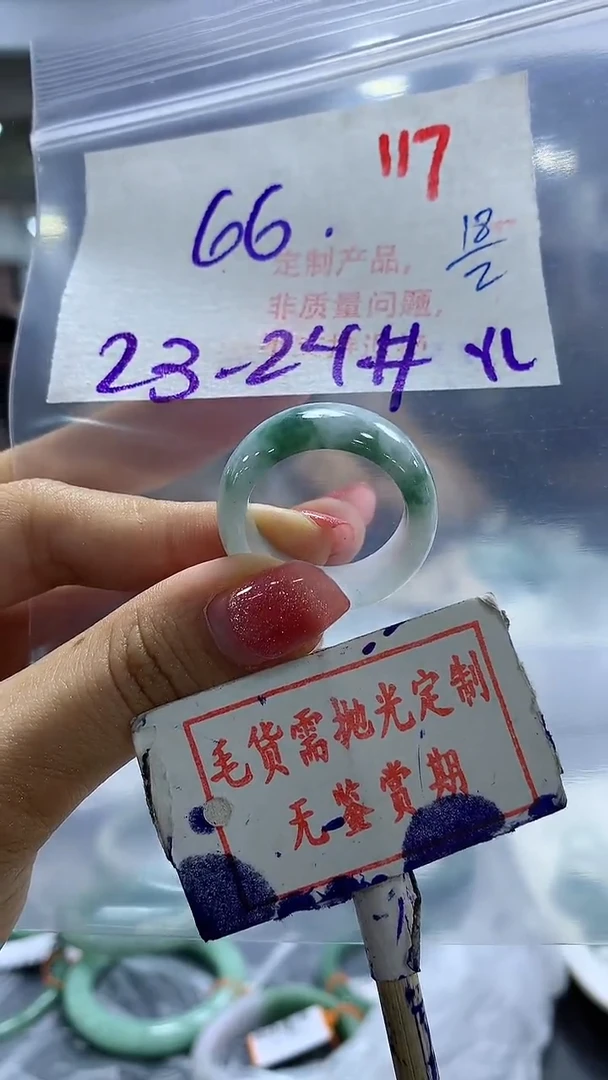 117
66.
18/2
定制产品,
非质量问题,
23-24# YL
毛货需抛光定制
无鉴赏期